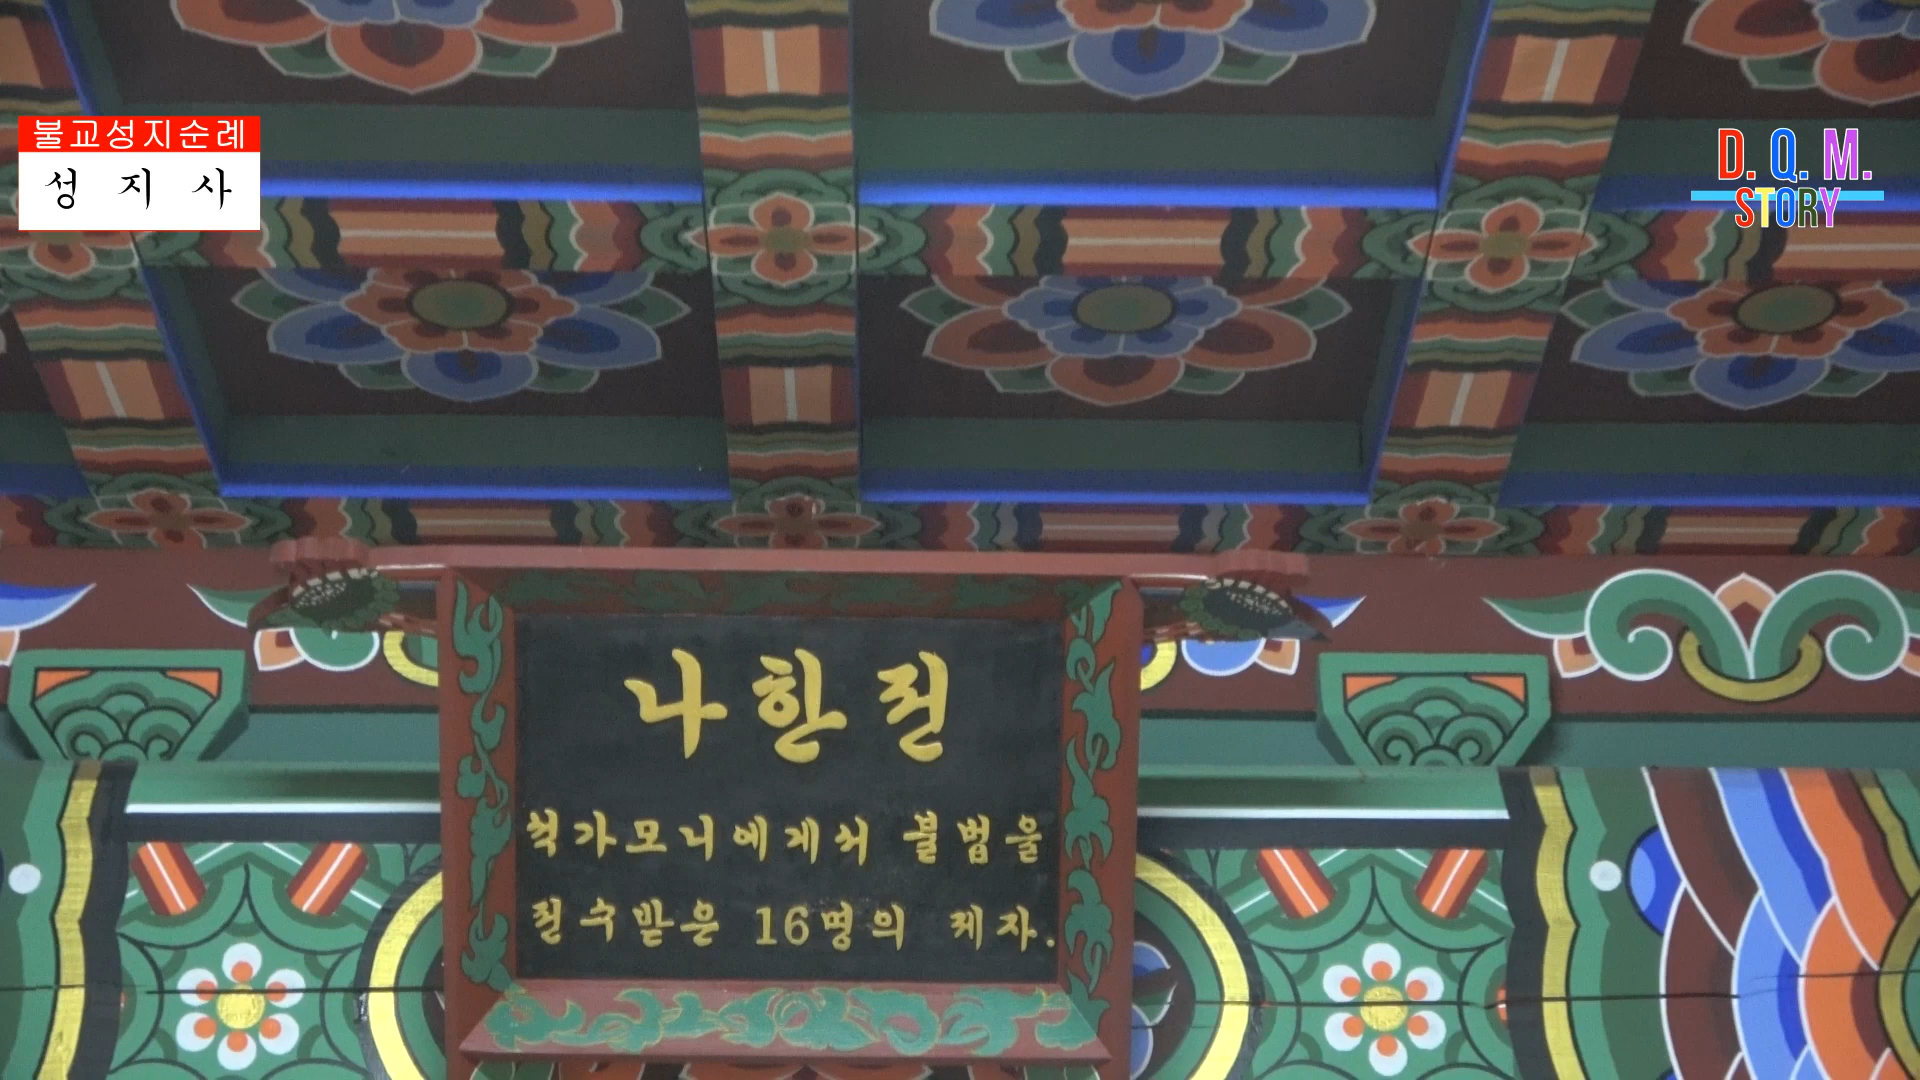 불교성지순례
성 지 사
D. Q. M.
STORY
나한전
석가모니에게서 불법을
전수받은 16명의 제자.